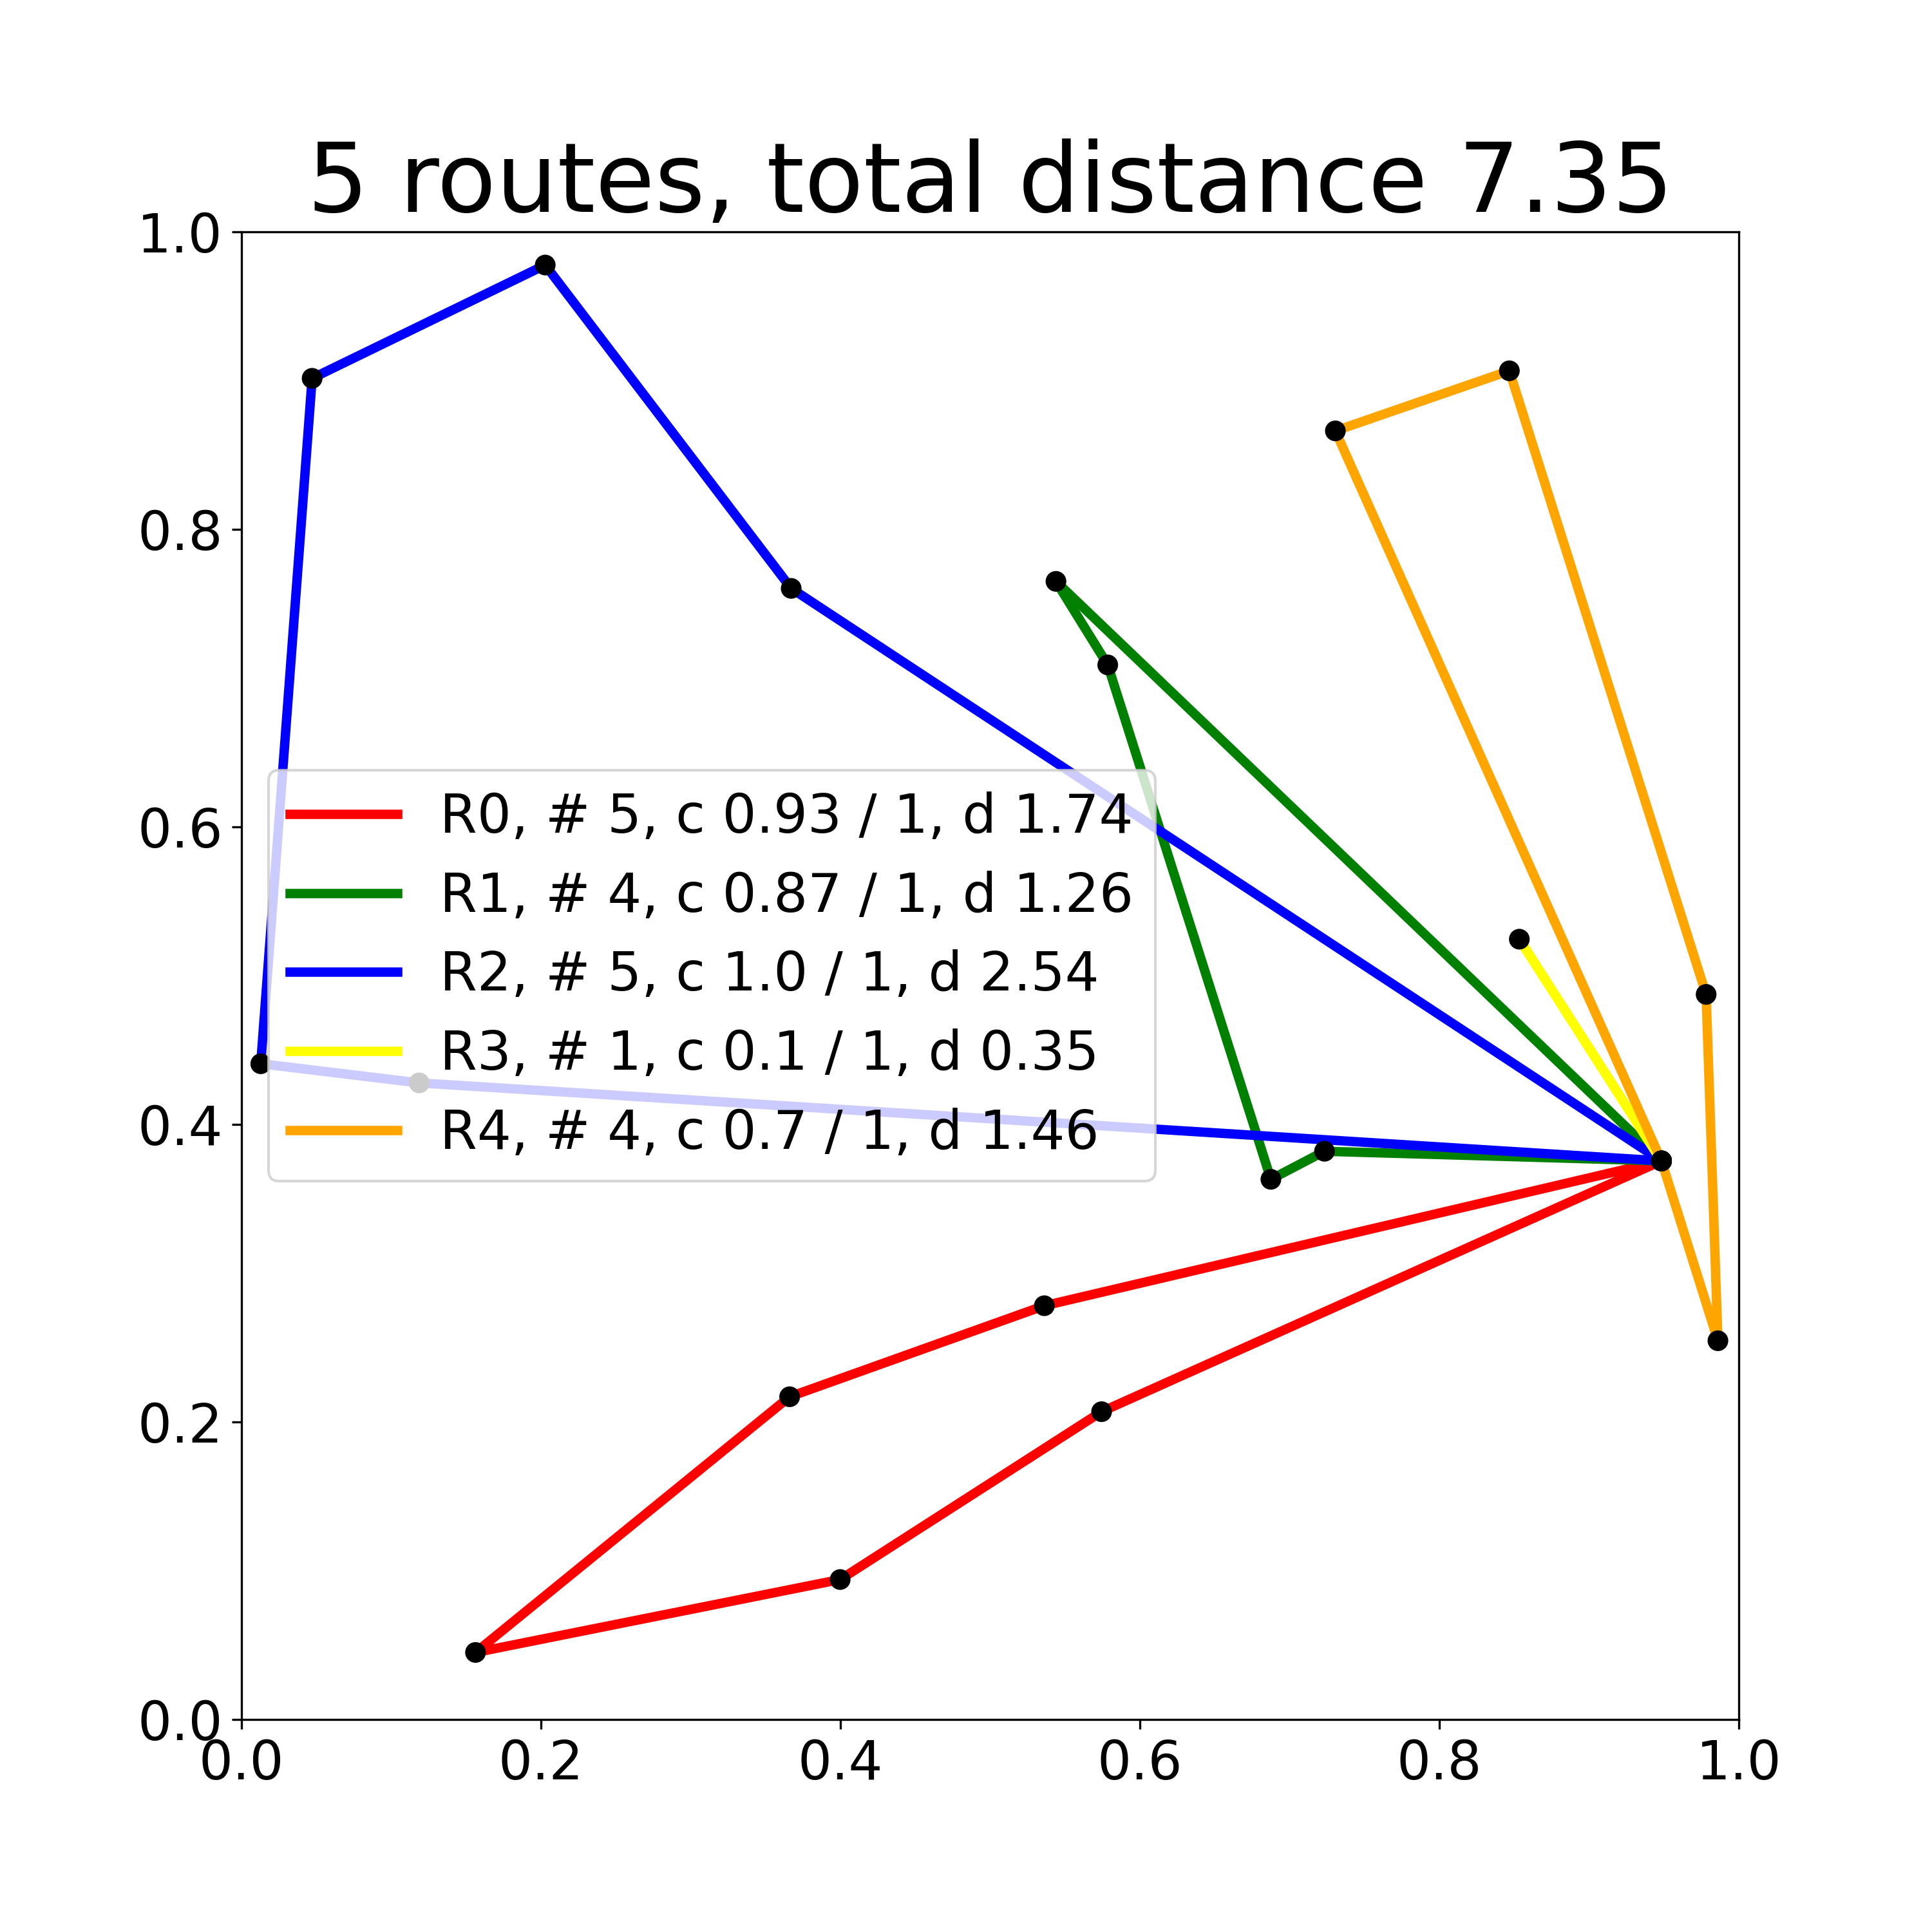 5 routes, total distance 7.35
1.0
0.8
0.6
0.4
0.2
0.0
R0, # 5, c 0.93 / 1, d 1.74
R1, # 4, c 0.87 / 1, d 1.26
R2, # 5, c 1.0 / 1, d 2.54
R3, # 1, c 0.1 / 1, d 0.35
R4, # 4, c 0.7 / 1, d 1.46
0.0 0.2 0.4 0.6 0.8 1.0